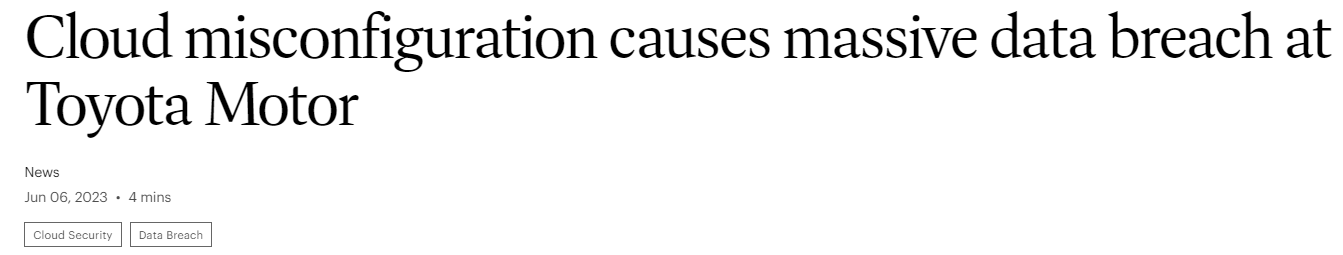 Cloud misconfiguration causes massive data breach at
Toyota Motor
News
Jun 06, 2023 • 4 mins
Cloud Security Data Breach